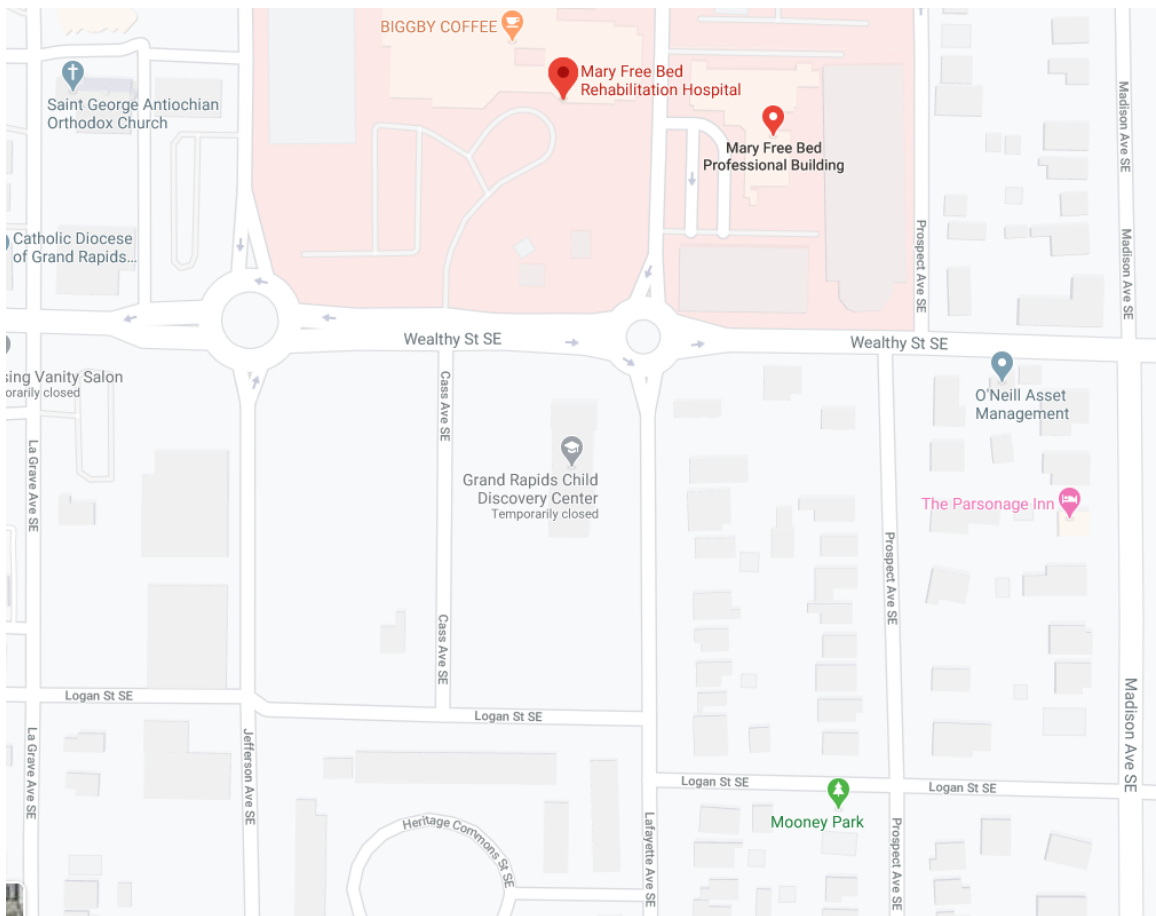 BIGGBY COFFEE
Mary Free Bed
Rehabilitation Hospital
Saint George Antiochian
Orthodox Church
Mary Free Bed
Professional Building
Madison Ave SE
Madison Ave SE
Prospect Ave SE
Catholic Diocese
of Grand Rapids...
Wealthy St SE
Wealthy St SE
sing Vanity Salon
orarily closed
Cass Ave SE
O'Neill Asset
Management
La Grave Ave SE
Grand Rapids Child
Discovery Center
Temporarily closed
The Parsonage Inn
Prospect Ave SE
Cass Ave SE
Logan St SE
Logan St SE
Madison Ave SE
La Grave Ave SE
Jefferson Ave SE
Logan St SE
Logan St SE
Mooney Park
Heritage Commons St SE
Lafayette Ave SE
Prospect Ave SE